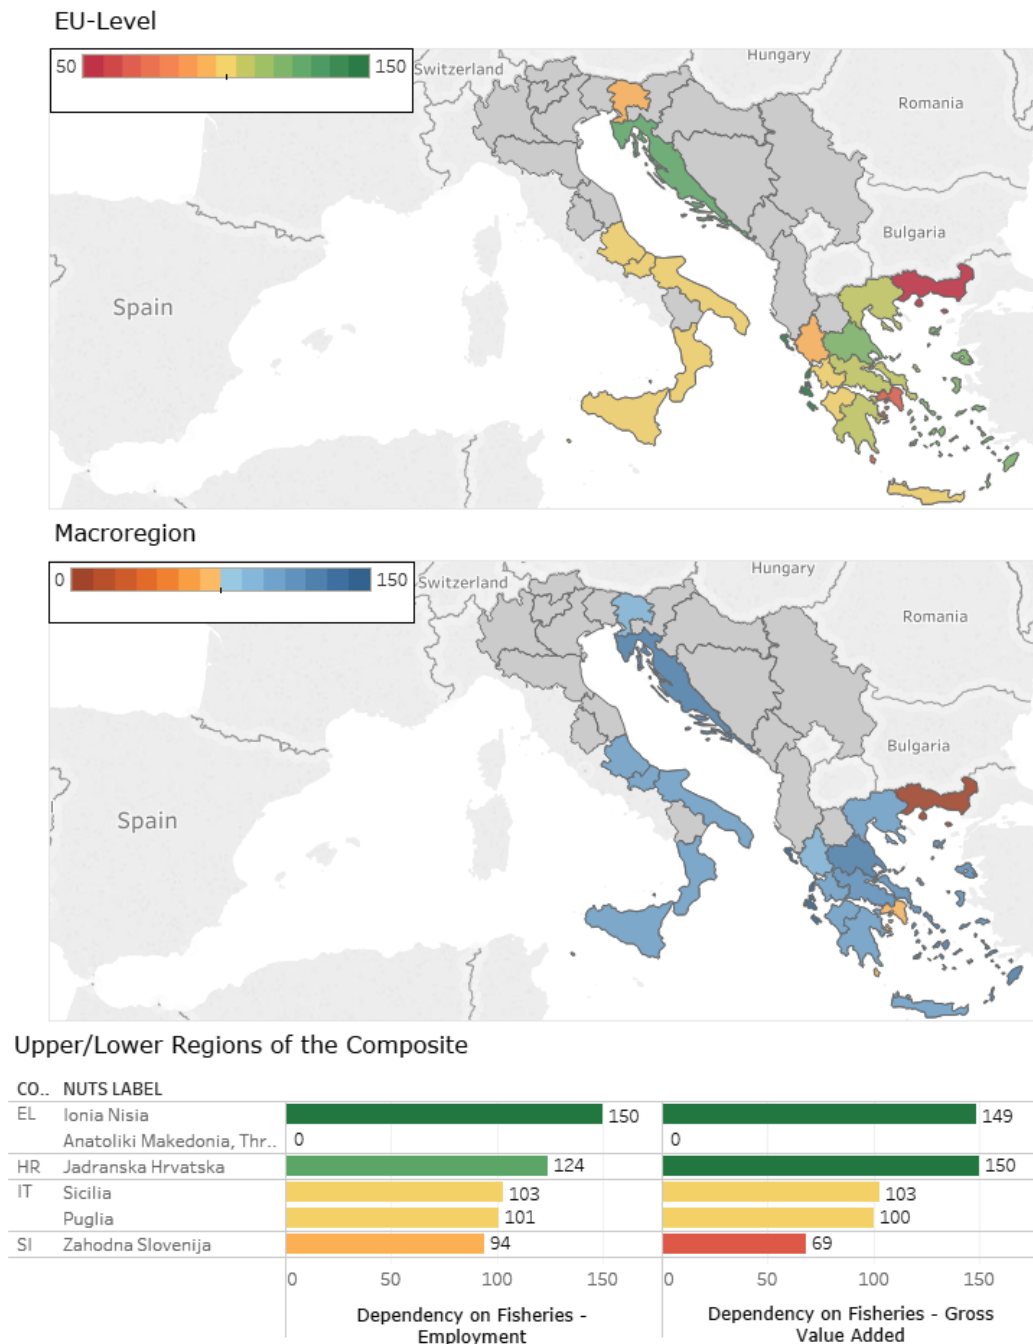 EU-Level
50 150
Switzerland
Hungary
Romania
Bulgaria
Spain
Macroregion
0 150
Switzerland
Hungary
Romania
Bulgaria
Spain
Upper/Lower Regions of the Composite
CO.. NUTS LABEL
EL Ionia Nisia 150 149
Anatoliki Makedonia, Thr.. 0 0
HR Jadranska Hrvatska 124 150
IT Sicilia 103 103
Puglia 101 100
SI Zahodna Slovenija 94 69
0 50 100 150 0 50 100 150
Dependency on Fisheries - Dependency on Fisheries - Gross
Employment Value Added